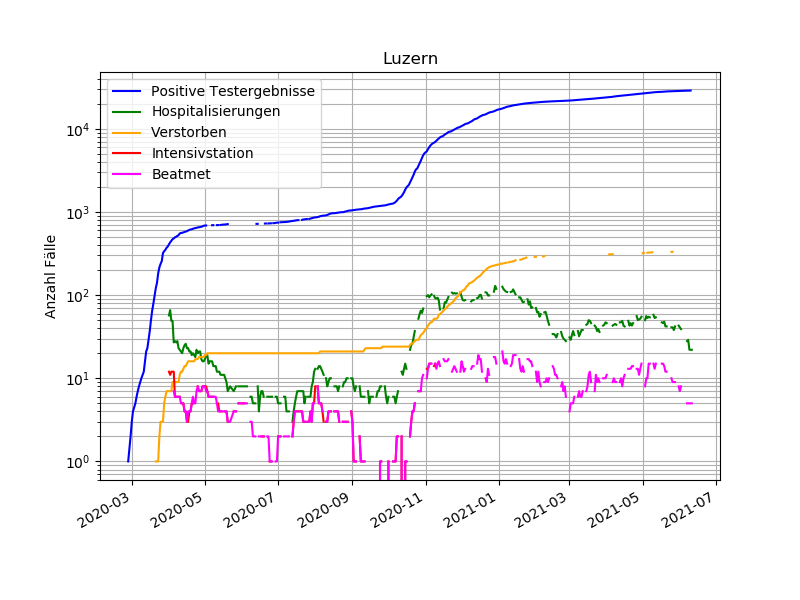 Luzern
Positive Testergebnisse
Hospitalisierungen
Verstorben
Intensivstation
Beatmet
Anzahl Fälle
10^4
10^3
10^2
10^1
10^0
2020-03
2020-05
2020-07
2020-09
2020-11
2021-01
2021-03
2021-05
2021-07